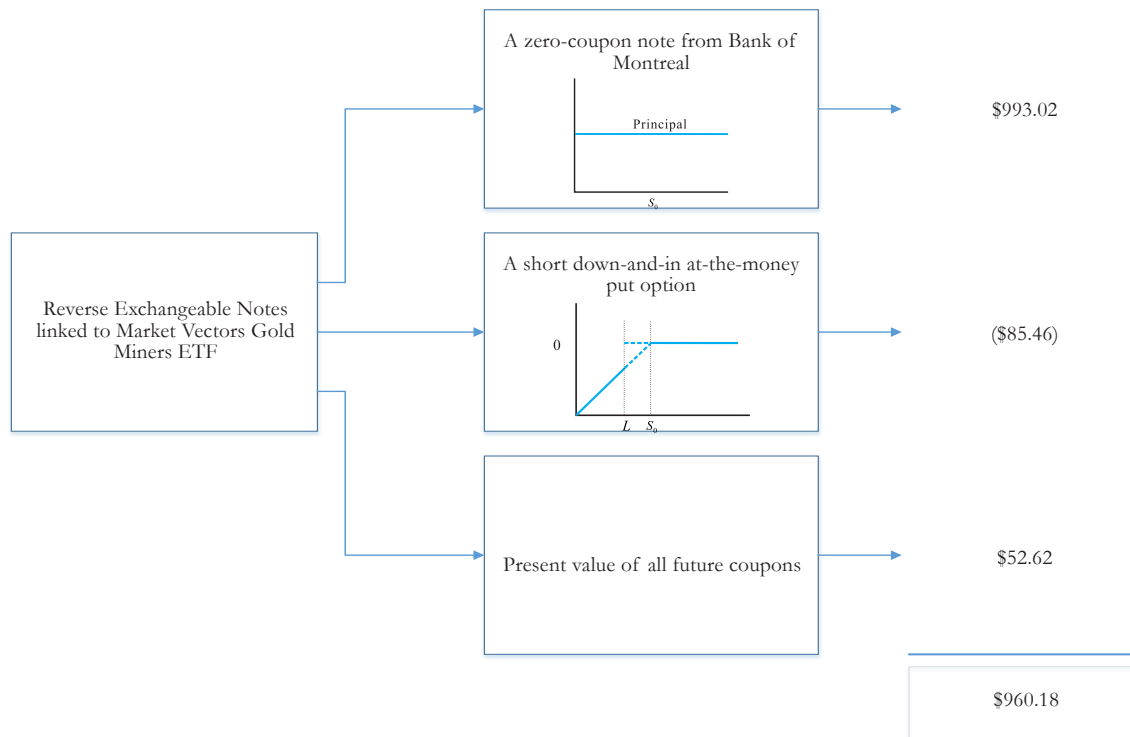 A zero-coupon note from Bank of
Montreal
Principal
S₀
$993.02
Reverse Exchangeable Notes
linked to Market Vectors Gold
Miners ETF
A short down-and-in at-the-money
put option
0
L S₀
($85.46)
Present value of all future coupons
$52.62
$960.18